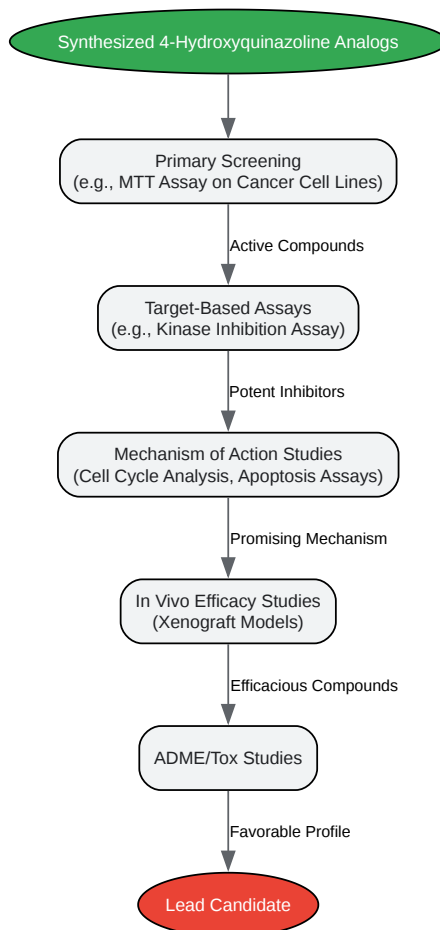 Synthesized 4-Hydroxyquinazoline Analogs
Primary Screening
(e.g., MTT Assay on Cancer Cell Lines)
Active Compounds
Target-Based Assays
(e.g., Kinase Inhibition Assay)
Potent Inhibitors
Mechanism of Action Studies
(Cell Cycle Analysis, Apoptosis Assays)
Promising Mechanism
In Vivo Efficacy Studies
(Xenograft Models)
Efficacious Compounds
ADME/Tox Studies
Favorable Profile
Lead Candidate